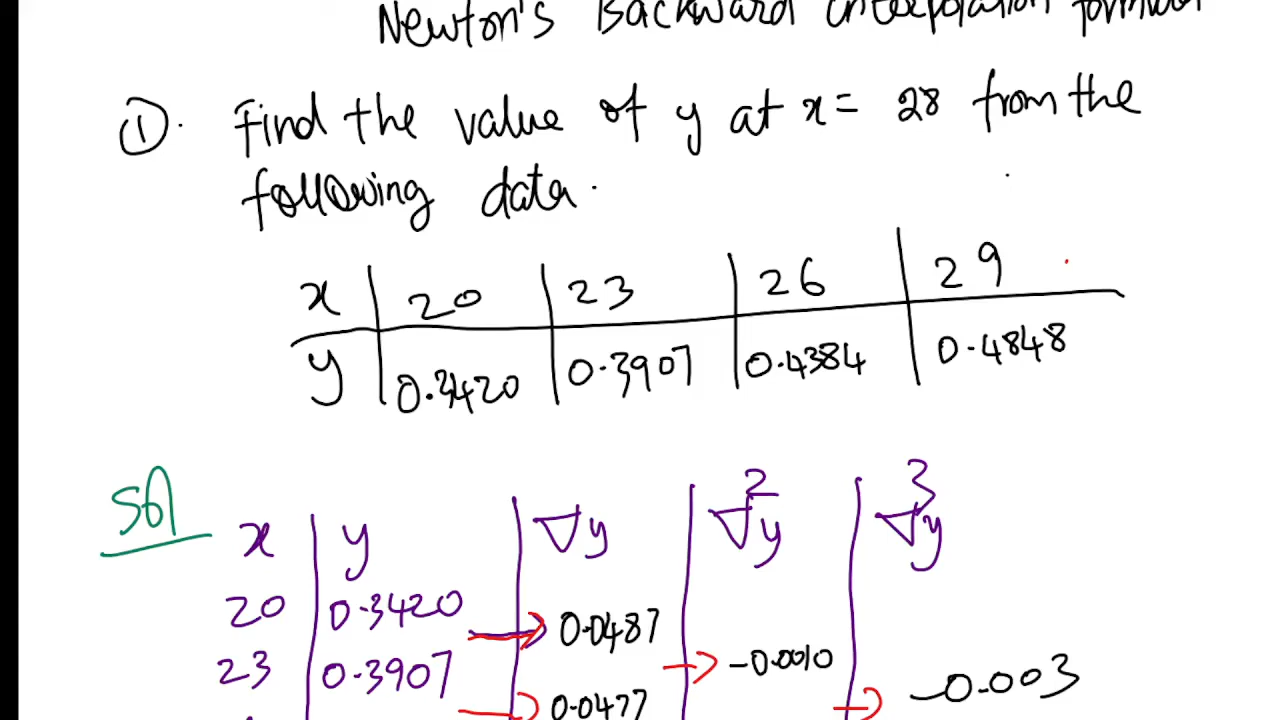 Newton's Backward interpolation formula
① . Find the value of y at x = 28 from the
following data .
x | 20 | 23 | 26 | 29
y | 0.3420 | 0.3907 | 0.4384 | 0.4848
Sol
x | y | ∇y | ∇²y | ∇³y
20 | 0.3420
0.0487
23 | 0.3907
-0.0010
0.0477
-0.003